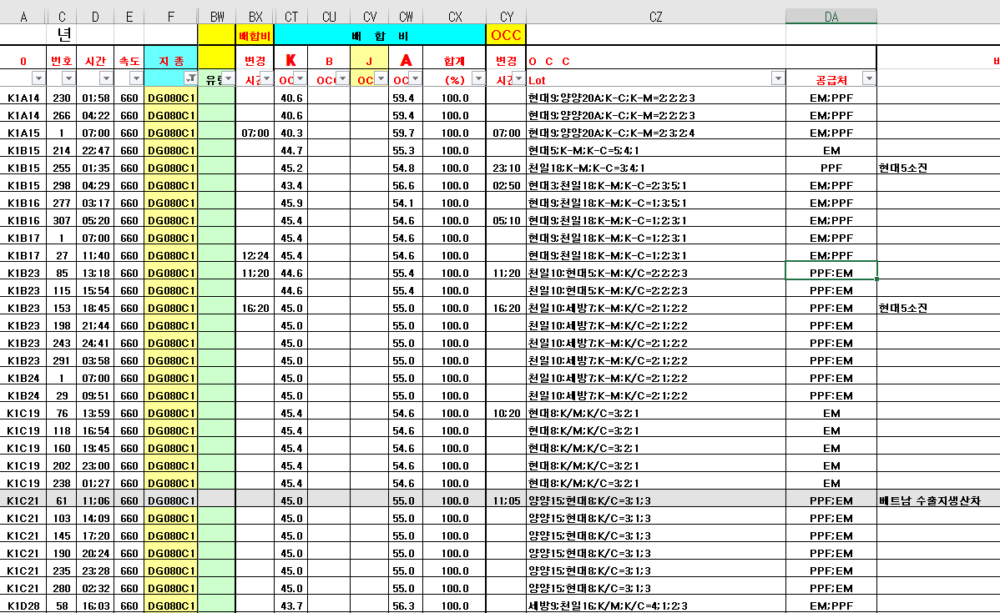 A C D E F BW BX CT CU CV CW CX CY CZ DA
년 배합비 배 합 비 OCC
0 번호 시간 속도 지 종 변경 K B J A 합계 변경 O C C
유형 시간 OC OC OC OC (%) 시간 Lot 공급처
K1A14 230 01;58 660 DG080C1 40.6 59.4 100.0 현대9;양양20A;K-C;K-M=2;2;2;3 EM;PPF
K1A14 266 04;22 660 DG080C1 40.6 59.4 100.0 현대9;양양20A;K-C;K-M=2;2;2;3 EM;PPF
K1A15 1 07;00 660 DG080C1 07;00 40.3 59.7 100.0 07;00 현대9;양양20A;K-C;K-M=2;3;2;4 EM;PPF
K1B15 214 22;47 660 DG080C1 44.7 55.3 100.0 현대5;K-M;K-C=5;4;1 EM
K1B15 255 01;35 660 DG080C1 45.2 54.8 100.0 23;10 천일18;K-M;K-C=3;4;1 PPF 현대5소진
K1B15 298 04;29 660 DG080C1 43.4 56.6 100.0 02;50 현대3;천일18;K-M;K-C=2;3;5;1 EM;PPF
K1B16 277 03;17 660 DG080C1 45.9 54.1 100.0 현대9;천일18;K-M;K-C=1;3;5;1 EM;PPF
K1B16 307 05;20 660 DG080C1 45.4 54.6 100.0 05;10 현대9;천일18;K-M;K-C=1;2;3;1 EM;PPF
K1B17 1 07;00 660 DG080C1 45.4 54.6 100.0 현대9;천일18;K-M;K-C=1;2;3;1 EM;PPF
K1B17 27 11;40 660 DG080C1 12;24 45.4 54.6 100.0 현대9;천일18;K-M;K-C=1;2;3;1 EM;PPF
K1B23 85 13;18 660 DG080C1 11;20 44.6 55.4 100.0 11;20 천일10:현대5;K-M:K/C=2;2;2;3 PPF:EM
K1B23 115 15;54 660 DG080C1 44.6 55.4 100.0 천일10:현대5;K-M:K/C=2;2;2;3 PPF:EM
K1B23 153 18;45 660 DG080C1 16;20 45.0 55.0 100.0 16;20 천일10:세방7;K-M:K/C=2;1;2;2 PPF:EM 현대5소진
K1B23 198 21;44 660 DG080C1 45.0 55.0 100.0 천일10:세방7;K-M:K/C=2;1;2;2 PPF:EM
K1B23 243 24;41 660 DG080C1 45.0 55.0 100.0 천일10:세방7;K-M:K/C=2;1;2;2 PPF:EM
K1B23 291 03;58 660 DG080C1 45.0 55.0 100.0 천일10:세방7;K-M:K/C=2;1;2;2 PPF:EM
K1B24 1 07;00 660 DG080C1 45.0 55.0 100.0 천일10:세방7;K-M:K/C=2;1;2;2 PPF:EM
K1B24 29 09;51 660 DG080C1 45.0 55.0 100.0 천일10:세방7;K-M:K/C=2;1;2;2 PPF:EM
K1C19 76 13;59 660 DG080C1 45.4 54.6 100.0 10;20 현대8:K/M;K/C=3;2;1 EM
K1C19 118 16;54 660 DG080C1 45.4 54.6 100.0 현대8:K/M;K/C=3;2;1 EM
K1C19 160 19;45 660 DG080C1 45.4 54.6 100.0 현대8:K/M;K/C=3;2;1 EM
K1C19 202 23;00 660 DG080C1 45.4 54.6 100.0 현대8:K/M;K/C=3;2;1 EM
K1C19 238 01;27 660 DG080C1 45.4 54.6 100.0 현대8:K/M;K/C=3;2;1 EM
K1C21 61 11;06 660 DG080C1 45.0 55.0 100.0 11;05 양양15;현대8;K/C=3;1;3 PPF;EM 베트남 수출지생산차
K1C21 103 14;09 660 DG080C1 45.0 55.0 100.0 양양15;현대8;K/C=3;1;3 PPF;EM
K1C21 145 17;20 660 DG080C1 45.0 55.0 100.0 양양15;현대8;K/C=3;1;3 PPF;EM
K1C21 190 20;24 660 DG080C1 45.0 55.0 100.0 양양15;현대8;K/C=3;1;3 PPF;EM
K1C21 235 23;28 660 DG080C1 45.0 55.0 100.0 양양15;현대8;K/C=3;1;3 PPF;EM
K1C21 280 02;32 660 DG080C1 45.0 55.0 100.0 양양15;현대8;K/C=3;1;3 PPF;EM
K1D28 58 16;03 660 DG080C1 43.7 56.3 100.0 세방9;천일16;K/M;K/C=4;1;2;3 EM;PPF